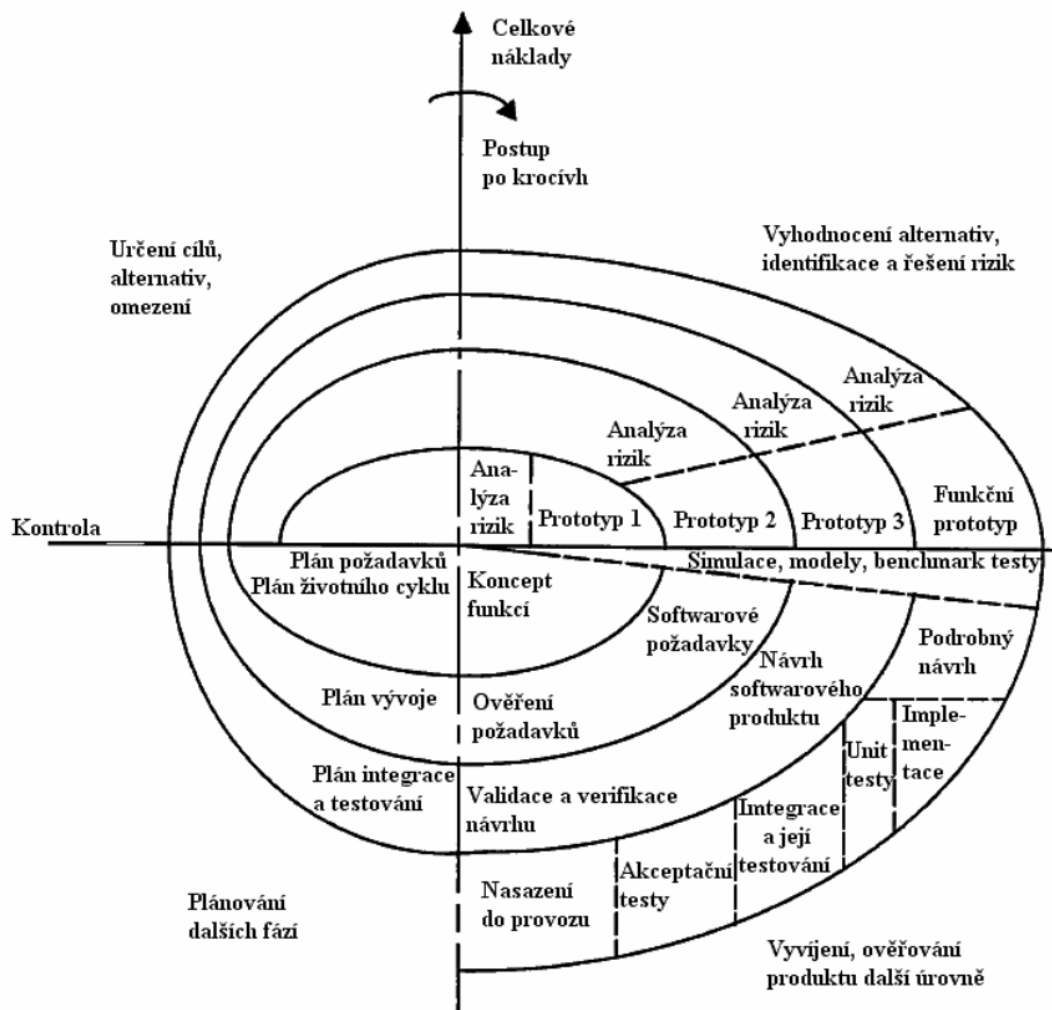 Celkové
náklady
Postup
po krocívh
Určení cílů,
alternativ,
omezení
Vyhodnocení alternativ,
identifikace a řešení rizik
Analýza
rizik
Analýza
rizik
Analýza
rizik
Ana-
lýza
rizik
Prototyp 1
Prototyp 2
Prototyp 3
Funkční
prototyp
Kontrola
Plán požadavků
Plán životního cyklu
Koncept
funkcí
Simulace, modely, benchmark testy
Softwarové
požadavky
Podrobný
návrh
Návrh
softwarového
produktu
Plán vývoje
Ověření
požadavků
Imple-
men-
tace
Unit
testy
Plán integrace
a testování
Validace a verifikace
návrhu
Imtegrace
a její
testování
Akceptační
testy
Nasazení
do provozu
Plánování
dalších fází
Vyvíjení, ověřování
produktu další úrovně